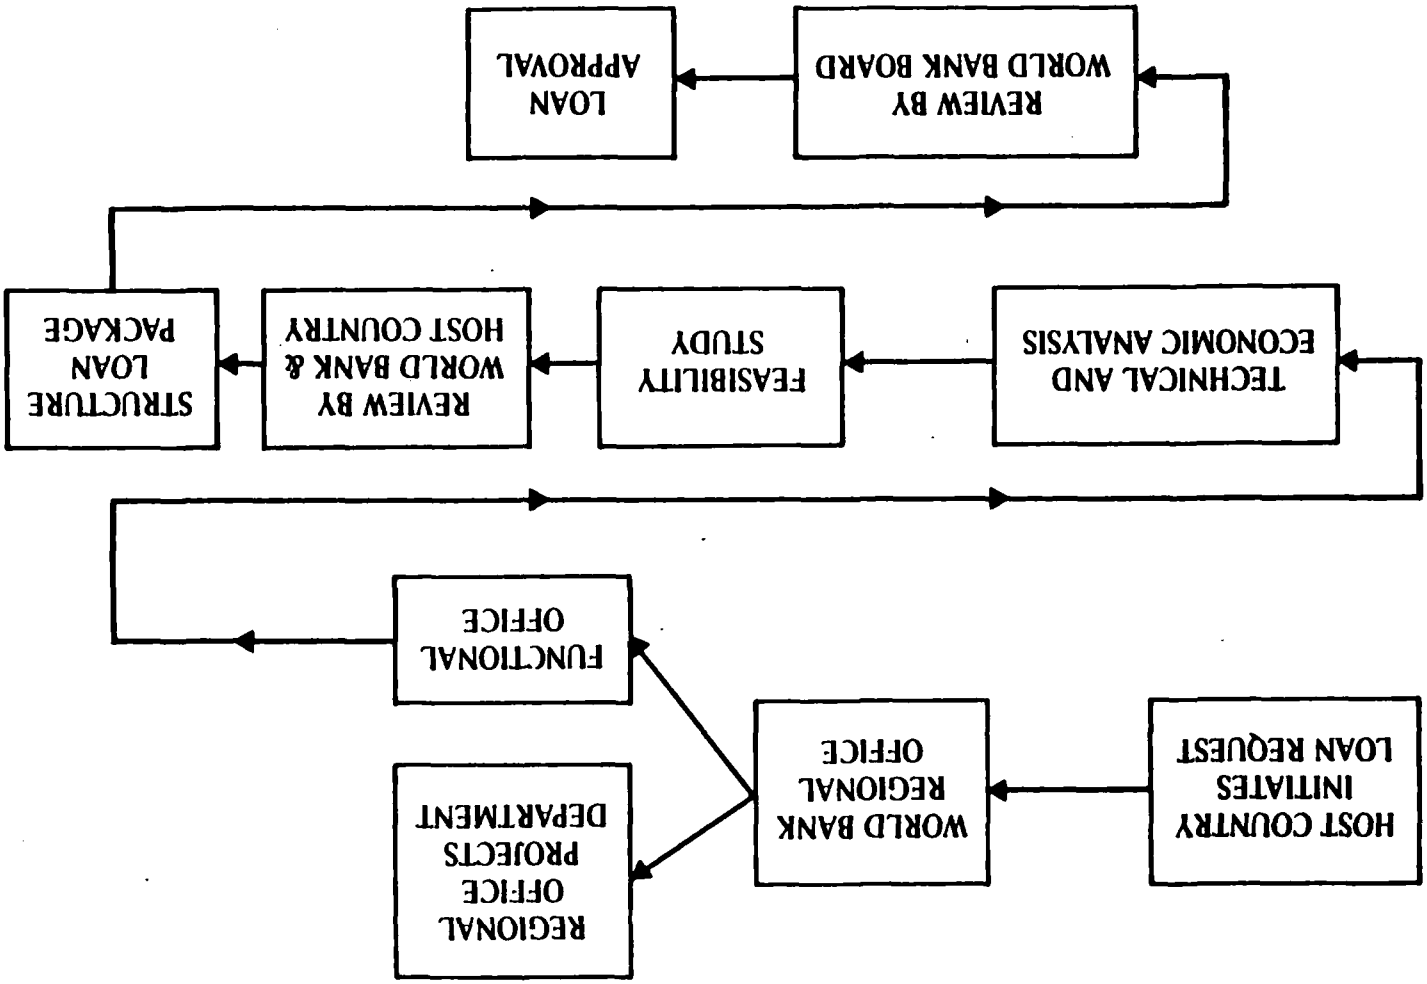 HOST COUNTRY
INITIATES
LOAN REQUEST
WORLD BANK
REGIONAL
OFFICE
REGIONAL
OFFICE
PROJECTS
DEPARTMENT
FUNCTIONAL
OFFICE
TECHNICAL AND
ECONOMIC ANALYSIS
FEASIBILITY
STUDY
REVIEW BY
WORLD BANK &
HOST COUNTRY
STRUCTURE
LOAN
PACKAGE
REVIEW BY
WORLD BANK BOARD
LOAN
APPROVAL